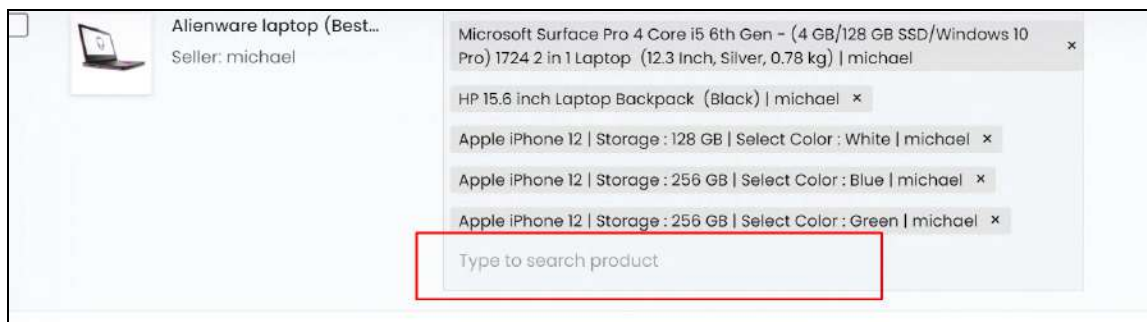 Alienware laptop (Best...
Seller: michael
Microsoft Surface Pro 4 Core i5 6th Gen - (4 GB/128 GB SSD/Windows 10
Pro) 1724 2 in 1 Laptop (12.3 Inch, Silver, 0.78 kg) | michael ×
HP 15.6 inch Laptop Backpack (Black) | michael ×
Apple iPhone 12 | Storage : 128 GB | Select Color : White | michael ×
Apple iPhone 12 | Storage : 256 GB | Select Color : Blue | michael ×
Apple iPhone 12 | Storage : 256 GB | Select Color : Green | michael ×
Type to search product